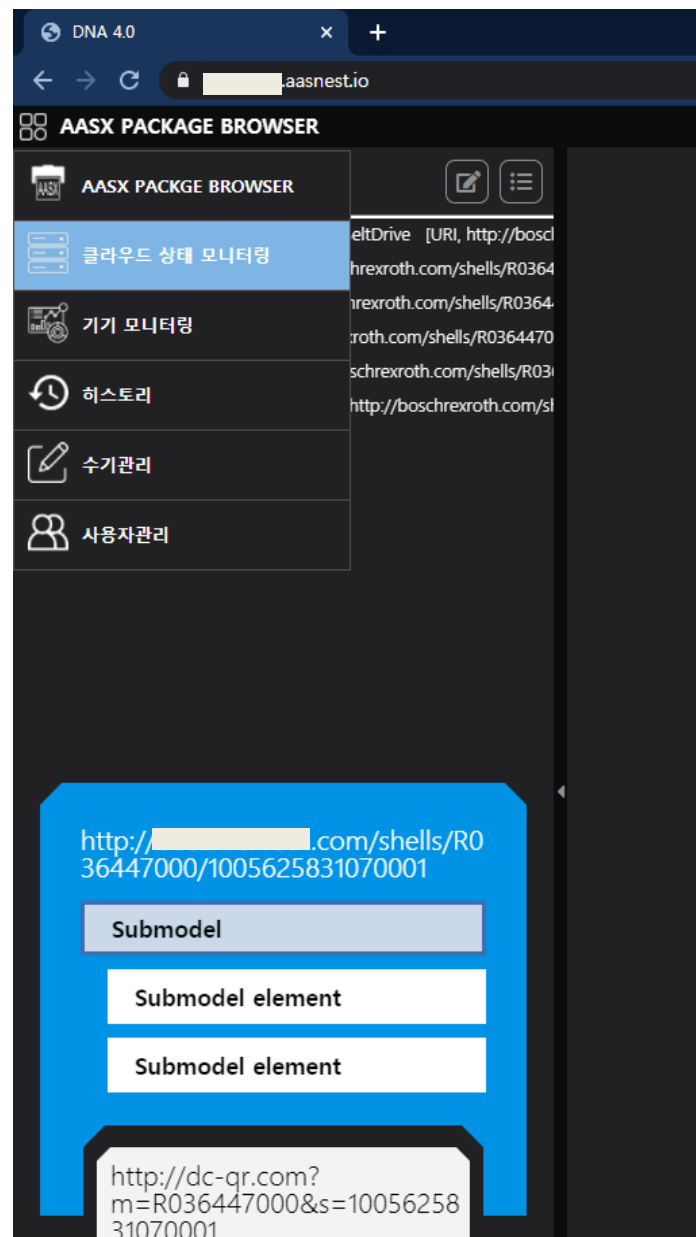 DNA 4.0
.aasnest.io
AASX PACKAGE BROWSER
AASX
AASX PACKGE BROWSER
클라우드 상태 모니터링
기기 모니터링
히스토리
수기관리
사용자관리
eltDrive [URI, http://bosch
hrexroth.com/shells/R0364
rexroth.com/shells/R0364
roth.com/shells/R0364470
schrexroth.com/shells/R03
http://boschrexroth.com/sh
http:// .com/shells/R0
36447000/1005625831070001
Submodel
Submodel element
Submodel element
http://dc-qr.com?
m=R036447000&s=10056258
31070001